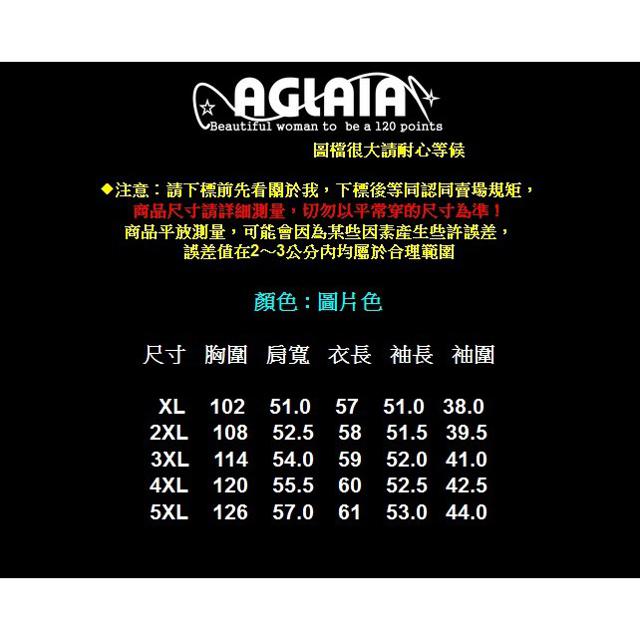 AGLAIA
Beautiful woman to be a 120 points
圖檔很大請耐心等候
◆注意：請下標前先看關於我，下標後等同認同賣場規矩，
商品尺寸請詳細測量，切勿以平常穿的尺寸為準！
商品平放測量，可能會因為某些因素產生些許誤差，
誤差值在2～3公分內均屬於合理範圍
顏色：圖片色
尺寸 胸圍 肩寬 衣長 袖長 袖圍
XL 102 51.0 57 51.0 38.0
2XL 108 52.5 58 51.5 39.5
3XL 114 54.0 59 52.0 41.0
4XL 120 55.5 60 52.5 42.5
5XL 126 57.0 61 53.0 44.0